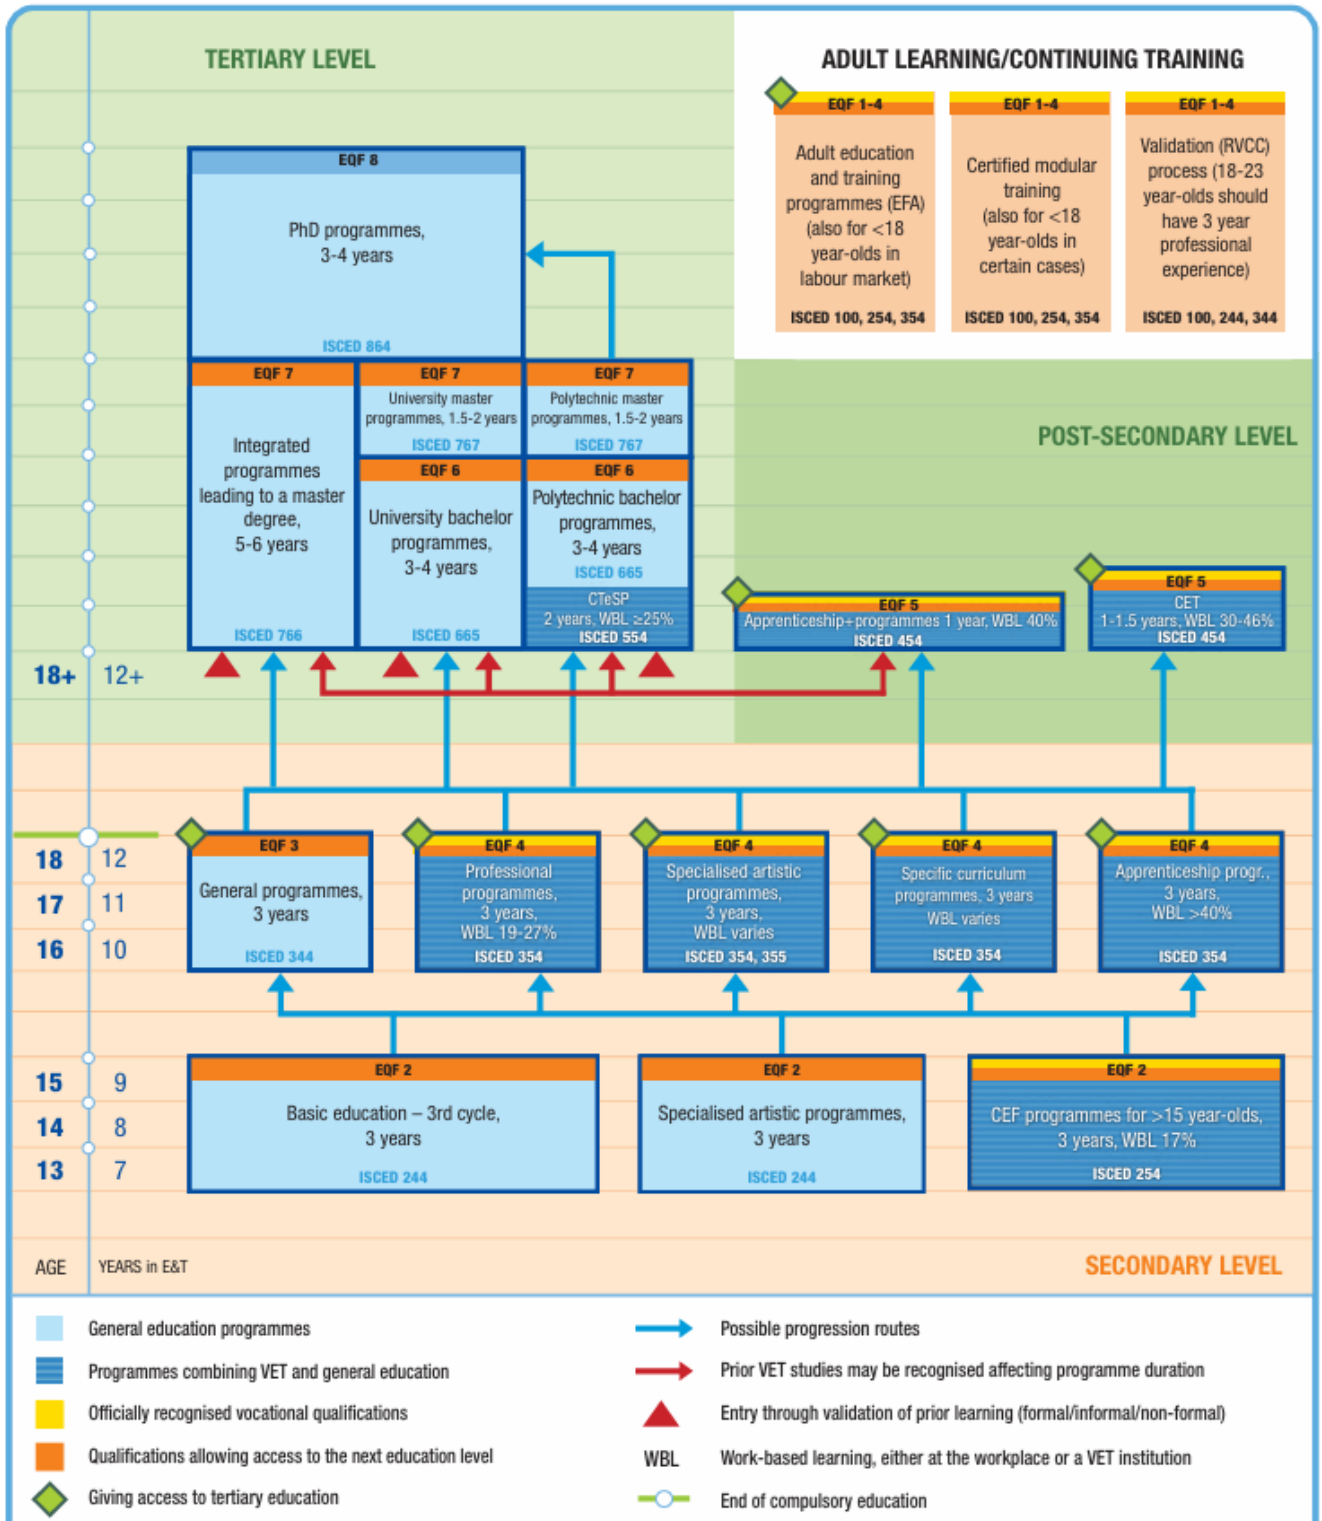 TERTIARY LEVEL
ADULT LEARNING/CONTINUING TRAINING
EQF 1-4
Adult education
and training
programmes (EFA)
(also for <18
year-olds in
labour market)
ISCED 100, 254, 354
EQF 1-4
Certified modular
training
(also for <18
year-olds in
certain cases)
ISCED 100, 254, 354
EQF 1-4
Validation (RVCC)
process (18-23
year-olds should
have 3 year
professional
experience)
ISCED 100, 244, 344
EQF 8
PhD programmes,
3-4 years
ISCED 864
EQF 7
Integrated
programmes
leading to a master
degree,
5-6 years
ISCED 766
EQF 7
University master
programmes, 1.5-2 years
ISCED 767
EQF 6
University bachelor
programmes,
3-4 years
ISCED 665
EQF 7
Polytechnic master
programmes, 1.5-2 years
ISCED 767
EQF 6
Polytechnic bachelor
programmes,
3-4 years
ISCED 665
CTeSP
2 years, WBL ≥25%
ISCED 554
POST-SECONDARY LEVEL
EQF 5
Apprenticeship+programmes 1 year, WBL 40%
ISCED 454
EQF 5
CET
1-1.5 years, WBL 30-46%
ISCED 454
18+ 12+
18 12
17 11
16 10
EQF 3
General programmes,
3 years
ISCED 344
EQF 4
Professional
programmes,
3 years,
WBL 19-27%
ISCED 354
EQF 4
Specialised artistic
programmes,
3 years,
WBL varies
ISCED 354, 355
EQF 4
Specific curriculum
programmes, 3 years
WBL varies
ISCED 354
EQF 4
Apprenticeship progr.,
3 years,
WBL >40%
ISCED 354
15 9
14 8
13 7
EQF 2
Basic education – 3rd cycle,
3 years
ISCED 244
EQF 2
Specialised artistic programmes,
3 years
ISCED 244
EQF 2
CEF programmes for >15 year-olds,
3 years, WBL 17%
ISCED 254
AGE YEARS in E&T
SECONDARY LEVEL
General education programmes
Programmes combining VET and general education
Officially recognised vocational qualifications
Qualifications allowing access to the next education level
Giving access to tertiary education
Possible progression routes
Prior VET studies may be recognised affecting programme duration
Entry through validation of prior learning (formal/informal/non-formal)
WBL Work-based learning, either at the workplace or a VET institution
End of compulsory education